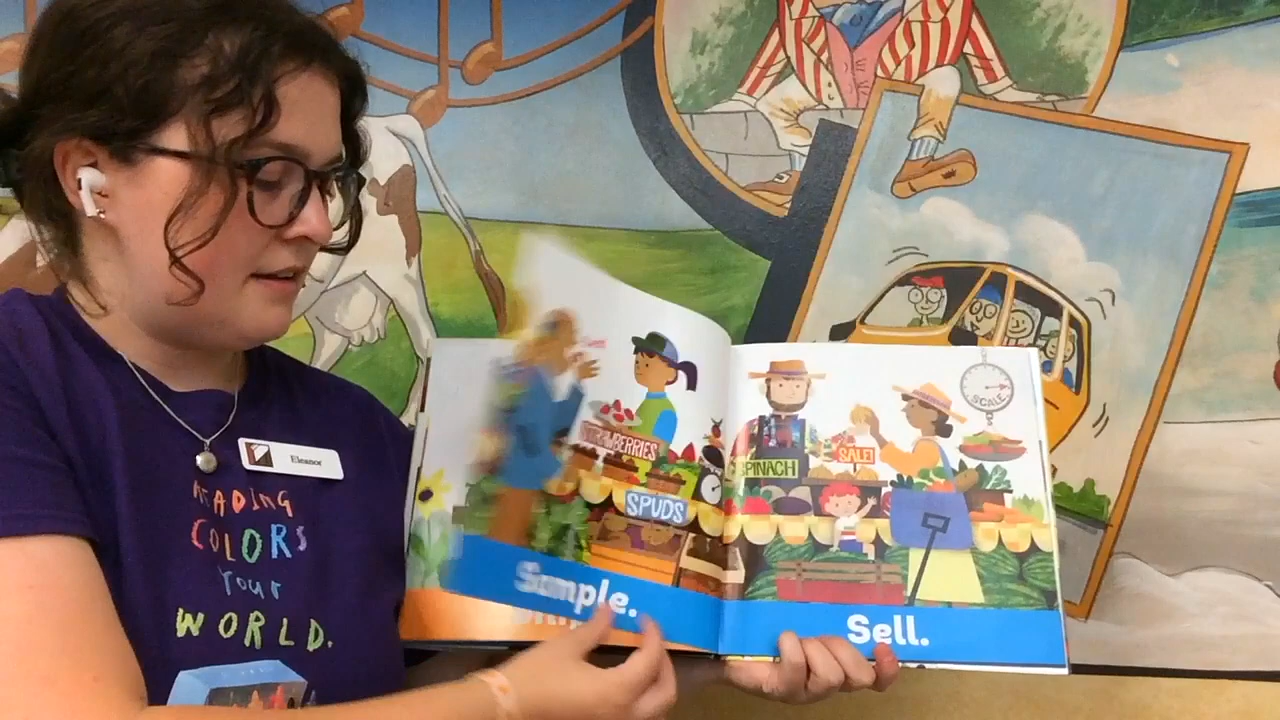 Eleanor
READING
COLORS
YOUR
WORLD.
STRAWBERRIES
SPUDS
Sample.
SPINACH
SALE!
SCALE
Sell.